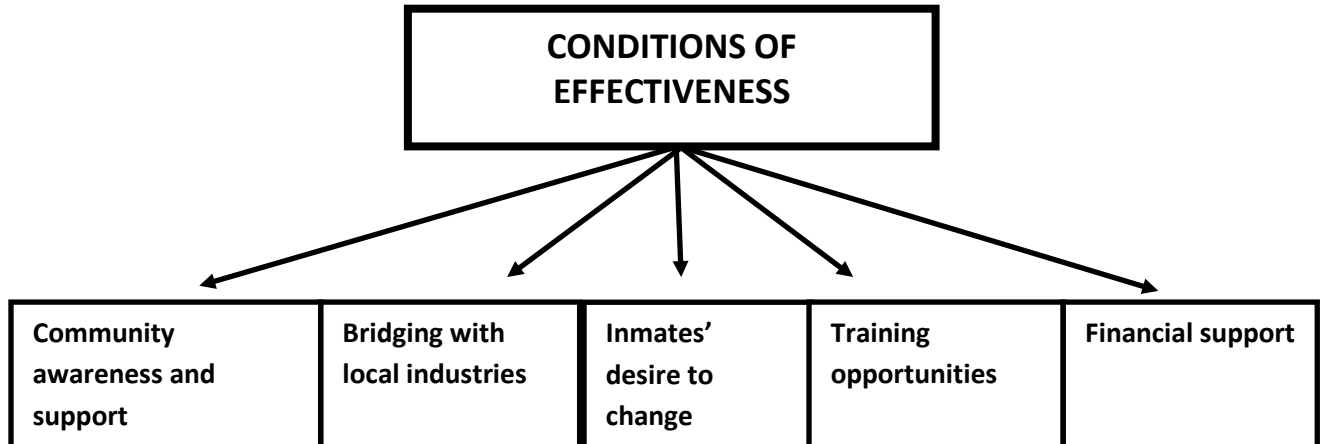 CONDITIONS OF
EFFECTIVENESS
Community
awareness and
support
Bridging with
local industries
Inmates’
desire to
change
Training
opportunities
Financial support